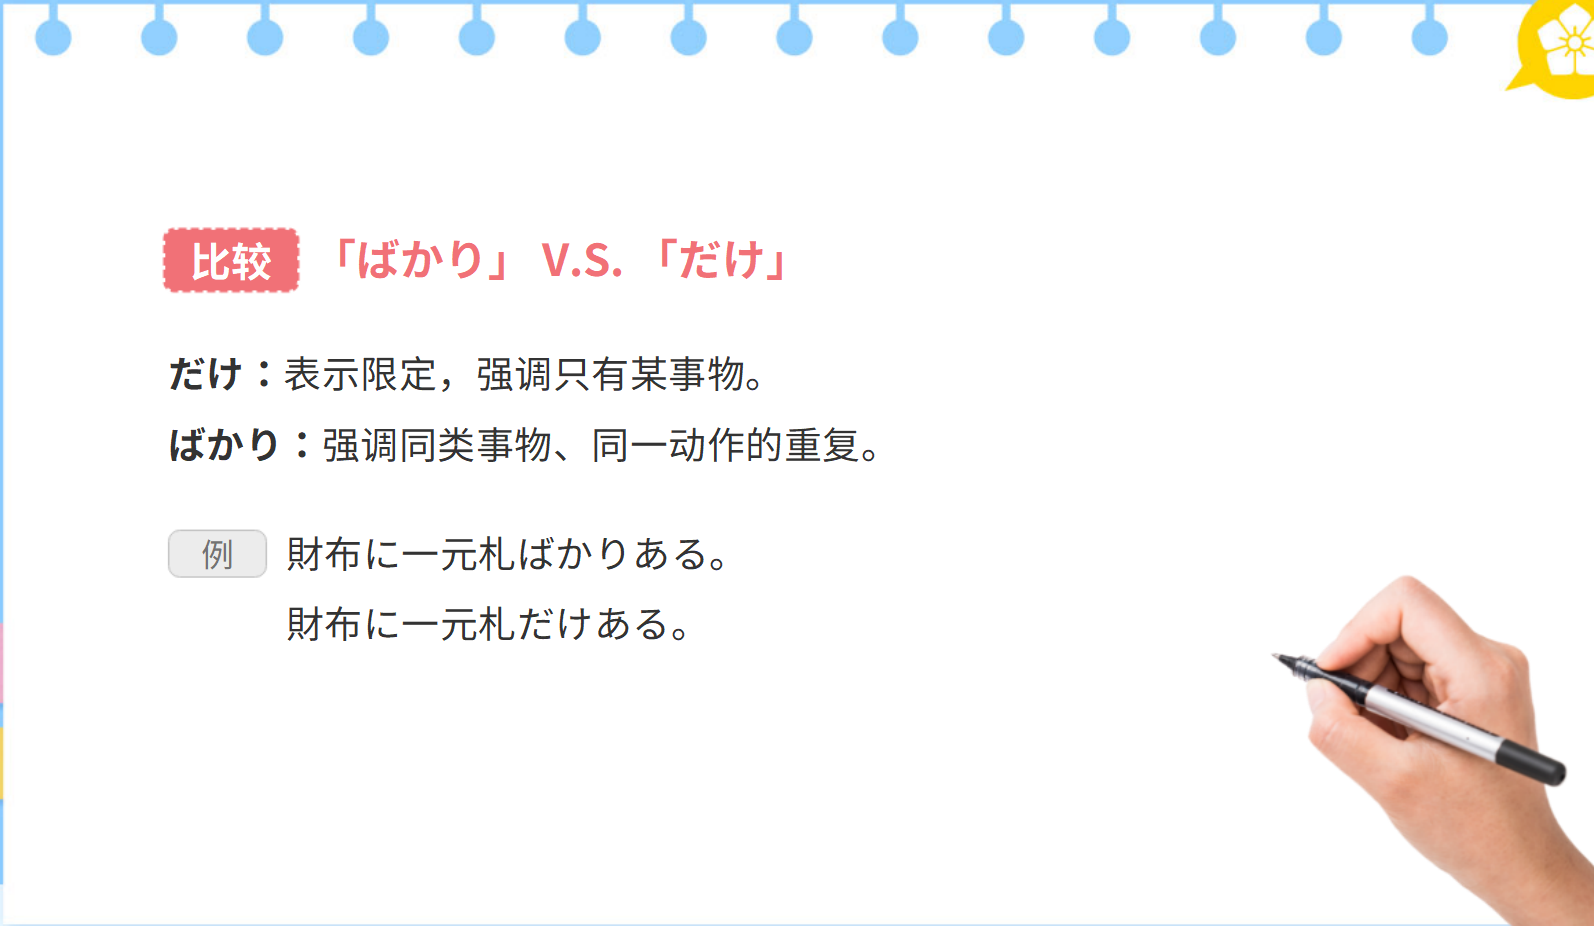 比较 「ばかり」 V.S. 「だけ」
だけ：表示限定，强调只有某事物。
ばかり：强调同类事物、同一动作的重复。
例 財布に一元札ばかりある。
財布に一元札だけある。